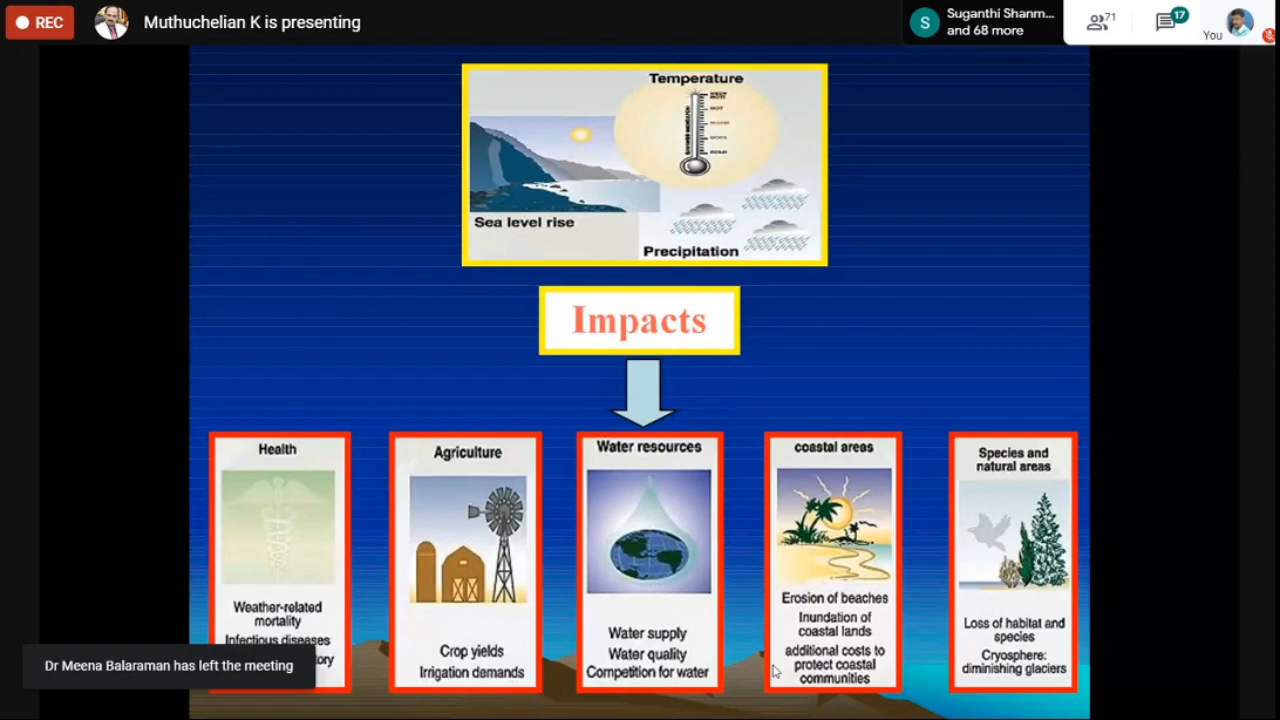 REC
Muthuchelian K is presenting
S
Suganthi Shanm...
and 68 more
71
17
You
Temperature
HOT
COLD
Sea level rise
Precipitation
Impacts
Health
Weather-related
mortality
Infectious diseases
Agriculture
Crop yields
Irrigation demands
Water resources
Water supply
Water quality
Competition for water
coastal areas
Erosion of beaches
Inundation of
coastal lands
additional costs to
protect coastal
communities
Species and
natural areas
Loss of habitat and
species
Cryosphere:
diminishing glaciers
Dr Meena Balaraman has left the meeting